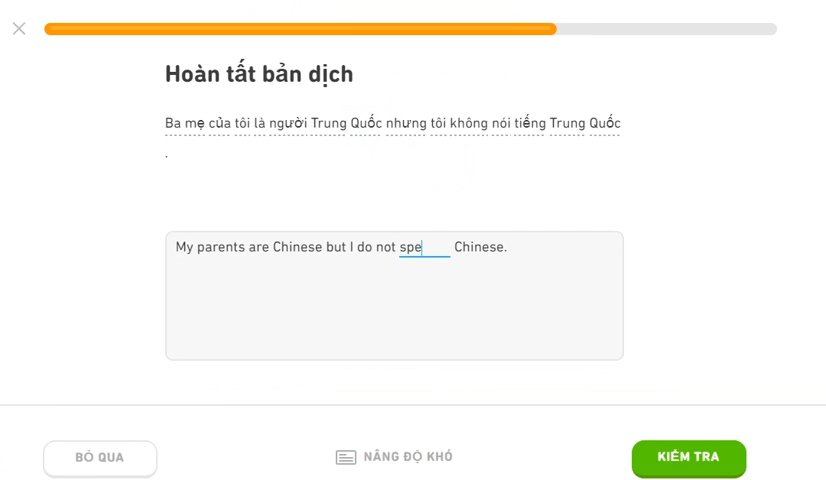 Hoàn tất bản dịch
Ba mẹ của tôi là người Trung Quốc nhưng tôi không nói tiếng Trung Quốc
.
My parents are Chinese but I do not spe Chinese.
BỎ QUA
NÂNG ĐỘ KHÓ
KIỂM TRA